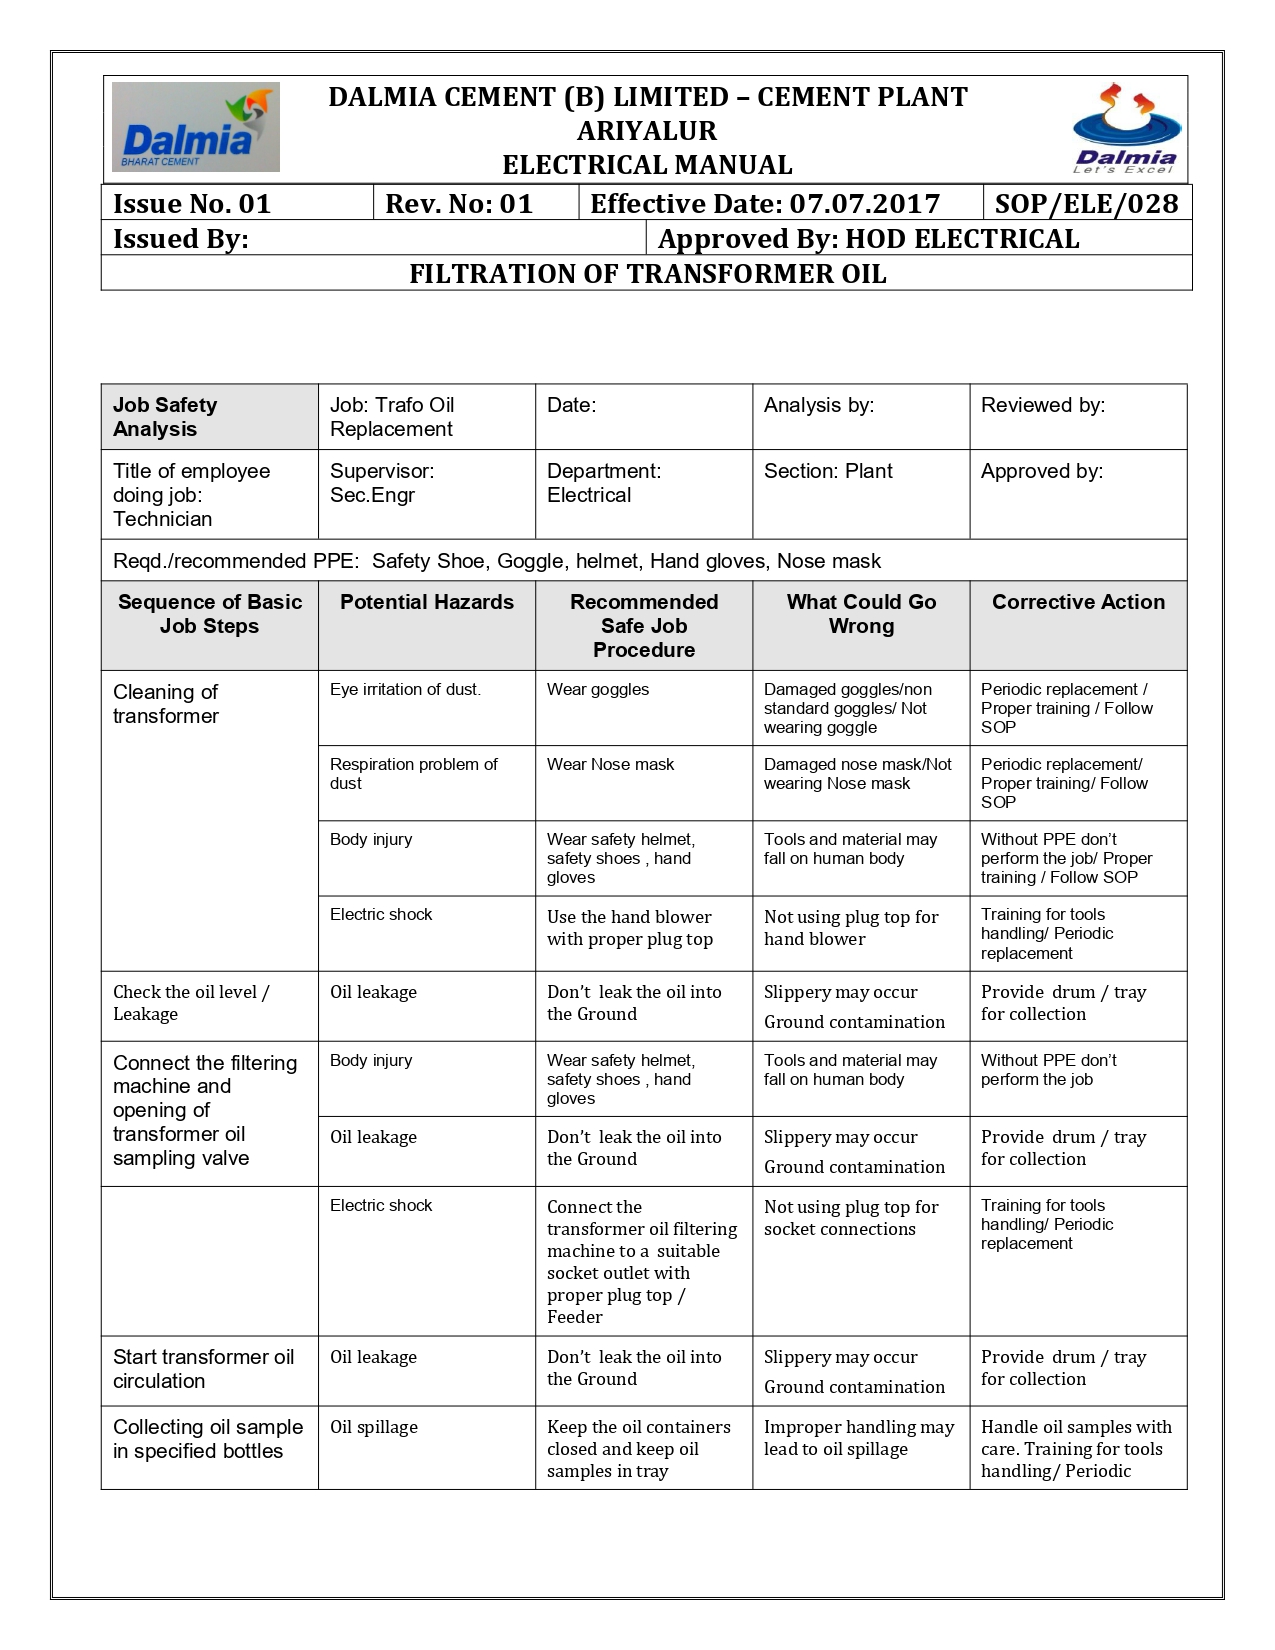 Dalmia
BHARAT CEMENT
DALMIA CEMENT (B) LIMITED – CEMENT PLANT
ARIYALUR
ELECTRICAL MANUAL
Dalmia
Let's Excel
Issue No. 01 Rev. No: 01 Effective Date: 07.07.2017 SOP/ELE/028
Issued By: Approved By: HOD ELECTRICAL
FILTRATION OF TRANSFORMER OIL
Job Safety
Analysis
Job: Trafo Oil
Replacement
Date:
Analysis by:
Reviewed by:
Title of employee
doing job:
Technician
Supervisor:
Sec.Engr
Department:
Electrical
Section: Plant
Approved by:
Reqd./recommended PPE:  Safety Shoe, Goggle, helmet, Hand gloves, Nose mask
Sequence of Basic
Job Steps
Potential Hazards
Recommended
Safe Job
Procedure
What Could Go
Wrong
Corrective Action
Cleaning of
transformer
Eye irritation of dust.
Wear goggles
Damaged goggles/non
standard goggles/ Not
wearing goggle
Periodic replacement /
Proper training / Follow
SOP
Respiration problem of
dust
Wear Nose mask
Damaged nose mask/Not
wearing Nose mask
Periodic replacement/
Proper training/ Follow
SOP
Body injury
Wear safety helmet,
safety shoes , hand
gloves
Tools and material may
fall on human body
Without PPE don’t
perform the job/ Proper
training / Follow SOP
Electric shock
Use the hand blower
with proper plug top
Not using plug top for
hand blower
Training for tools
handling/ Periodic
replacement
Check the oil level /
Leakage
Oil leakage
Don’t  leak the oil into
the Ground
Slippery may occur
Ground contamination
Provide  drum / tray
for collection
Connect the filtering
machine and
opening of
transformer oil
sampling valve
Body injury
Wear safety helmet,
safety shoes , hand
gloves
Tools and material may
fall on human body
Without PPE don’t
perform the job
Oil leakage
Don’t  leak the oil into
the Ground
Slippery may occur
Ground contamination
Provide  drum / tray
for collection
Electric shock
Connect the
transformer oil filtering
machine to a  suitable
socket outlet with
proper plug top /
Feeder
Not using plug top for
socket connections
Training for tools
handling/ Periodic
replacement
Start transformer oil
circulation
Oil leakage
Don’t  leak the oil into
the Ground
Slippery may occur
Ground contamination
Provide  drum / tray
for collection
Collecting oil sample
in specified bottles
Oil spillage
Keep the oil containers
closed and keep oil
samples in tray
Improper handling may
lead to oil spillage
Handle oil samples with
care. Training for tools
handling/ Periodic